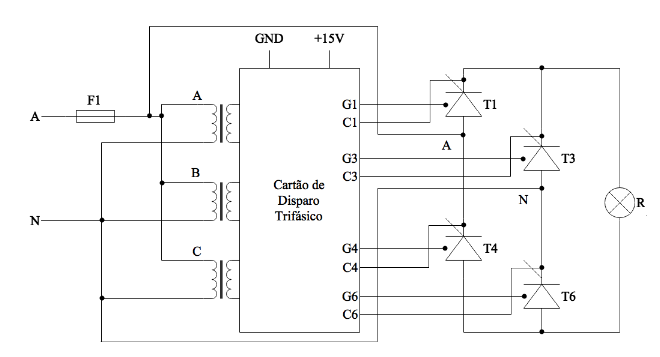 GND +15V
A
F1
A
G1
C1
T1
A
G3
C3
T3
B
Cartão de
Disparo
Trifásico
N
R
N
C
G4
C4
T4
G6
C6
T6